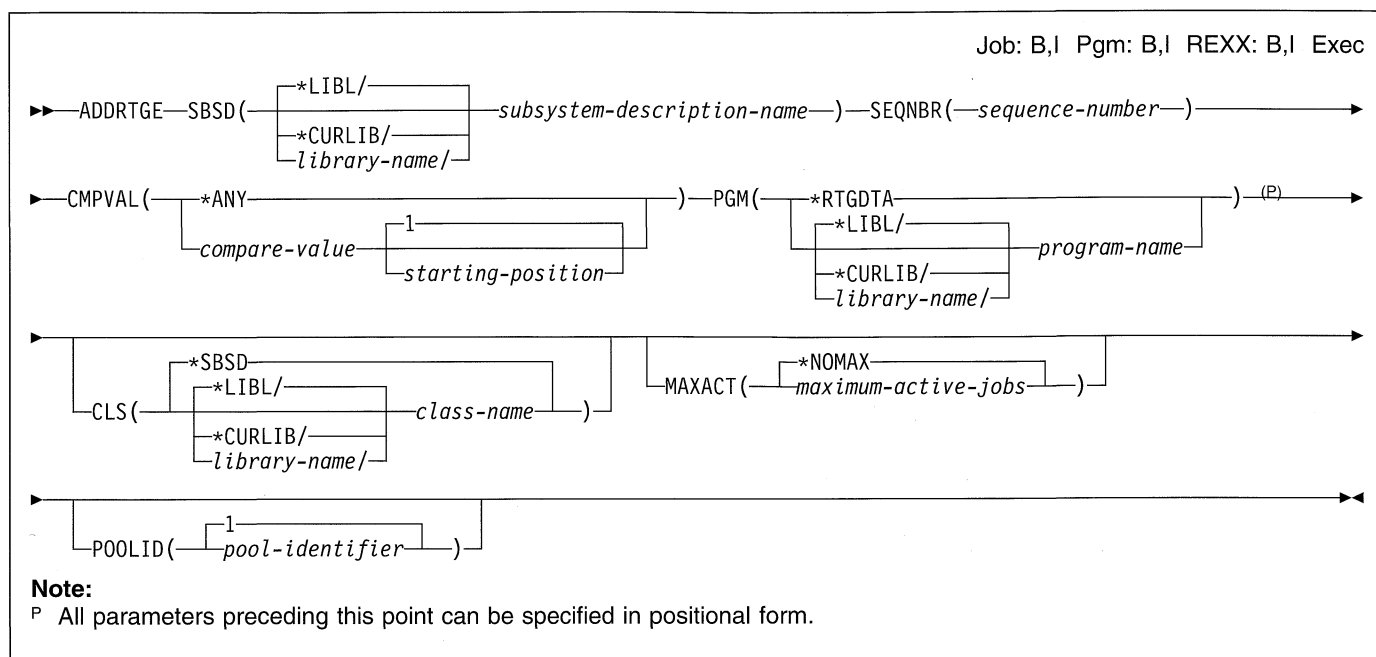 Job: B,I Pgm: B,I REXX: B,I Exec
*LIBL/
ADDRTGE SBSD( subsystem-description-name ) SEQNBR( sequence-number )
*CURLIB/
library-name/
CMPVAL( *ANY ) PGM( *RTGDTA ) (P)
1 *LIBL/
compare-value program-name
starting-position *CURLIB/
library-name/
*SBSD *NOMAX
*LIBL/ MAXACT( maximum-active-jobs )
CLS( class-name )
*CURLIB/
library-name/
1
POOLID( pool-identifier )
Note:
P All parameters preceding this point can be specified in positional form.